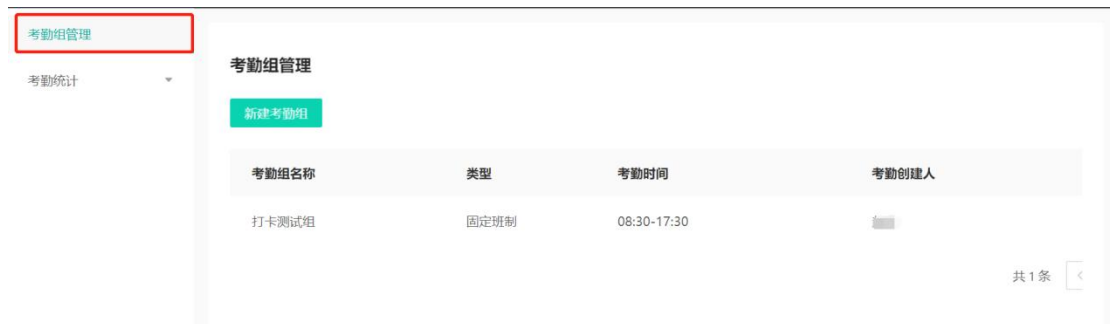 考勤组管理
考勤统计
考勤组管理
新建考勤组
考勤组名称 类型 考勤时间 考勤创建人
打卡测试组 固定班制 08:30-17:30
共 1 条